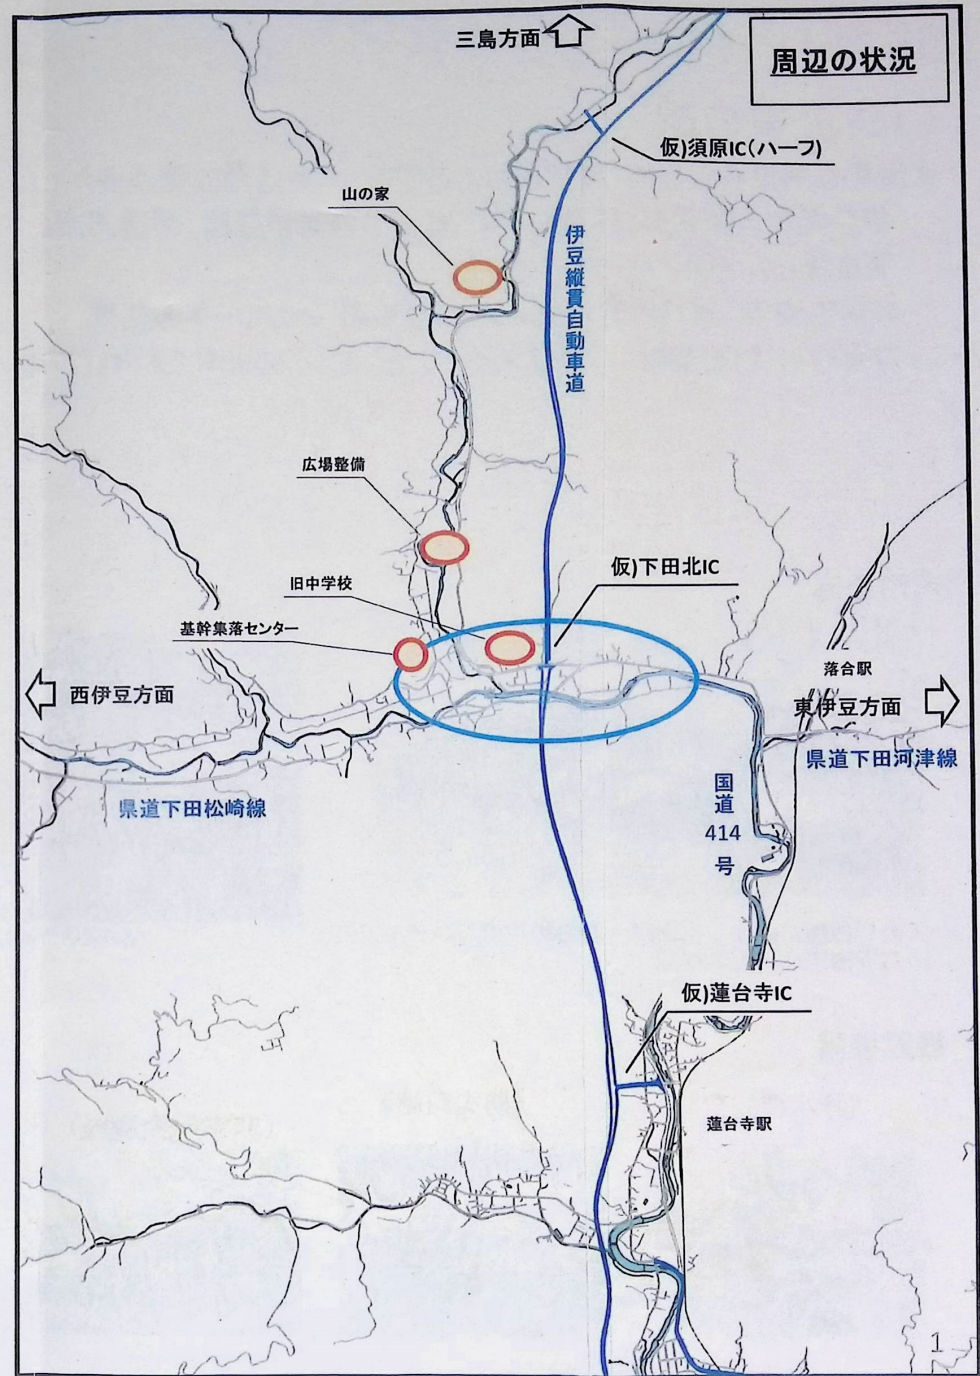 三島方面
周辺の状況
仮)須原IC(ハーフ)
山の家
伊豆縦貫自動車道
広場整備
仮)下田北IC
旧中学校
基幹集落センター
落合駅
西伊豆方面
東伊豆方面
県道下田河津線
県道下田松崎線
国道
414
号
仮)蓮台寺IC
蓮台寺駅
1